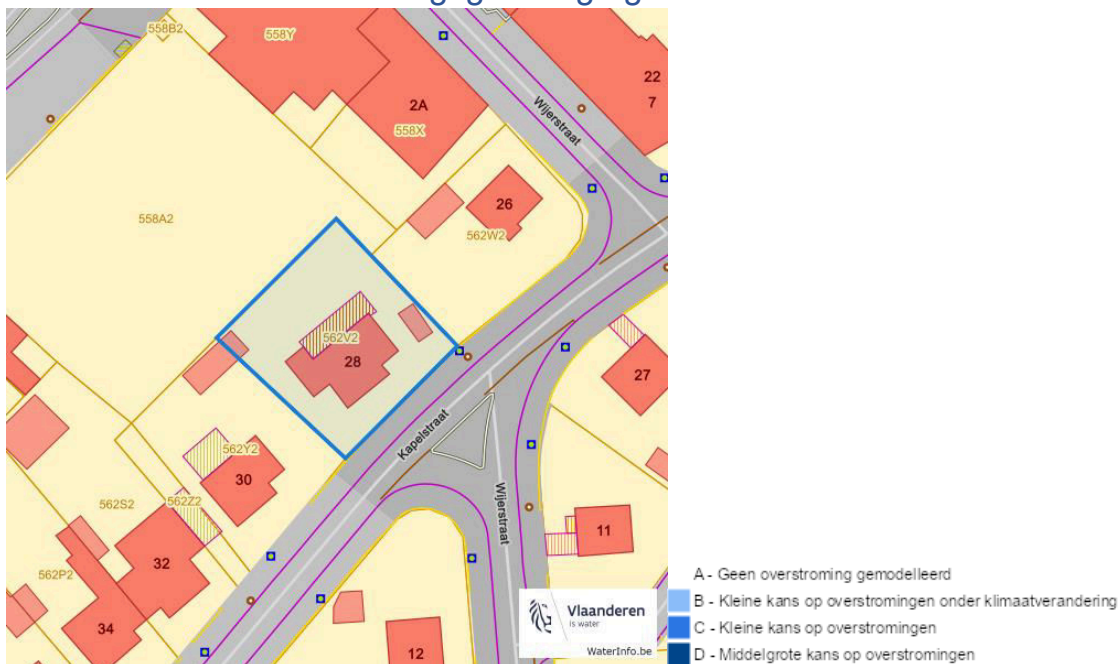 558B2
558Y
22
7
2A
558X
Wijerstraat
26
558A2
562W2
562V2
28
27
Kapelstraat
562Y2
30
Wijerstraat
562S2
562Z2
11
32
562P2
34
12
Vlaanderen
is water
WaterInfo.be
A - Geen overstroming gemodelleerd
B - Kleine kans op overstromingen onder klimaatverandering
C - Kleine kans op overstromingen
D - Middelgrote kans op overstromingen